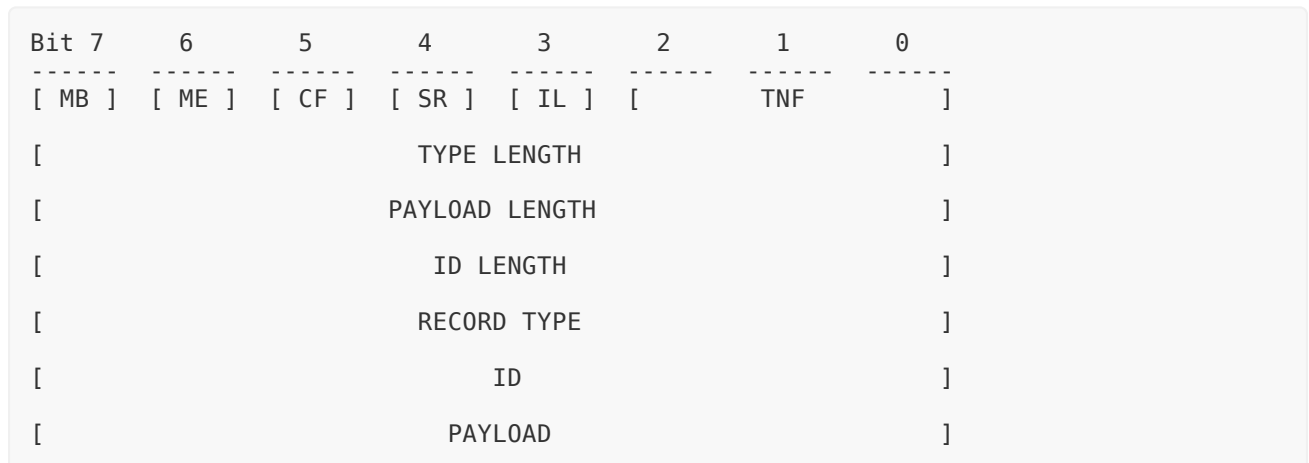 Bit 7     6       5       4       3       2       1       0
------  ------  ------  ------  ------  ------  ------  ------
[ MB ]  [ ME ]  [ CF ]  [ SR ]  [ IL ]  [        TNF         ]
[                         TYPE LENGTH                        ]
[                       PAYLOAD LENGTH                       ]
[                          ID LENGTH                         ]
[                         RECORD TYPE                        ]
[                              ID                            ]
[                           PAYLOAD                          ]